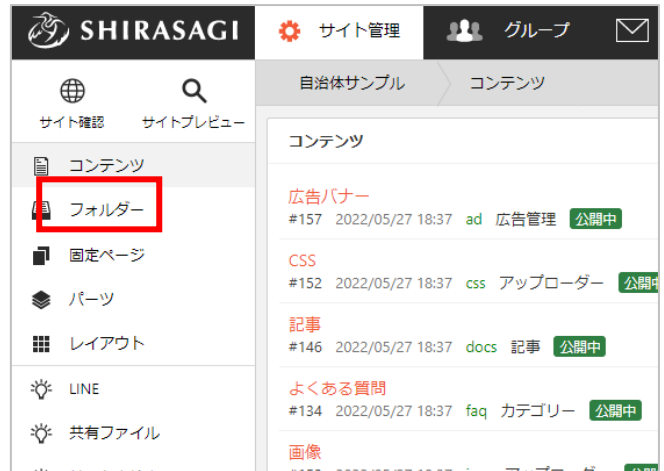 SHIRASAGI
サイト管理
グループ
自治体サンプル
コンテンツ
サイト確認
サイトプレビュー
コンテンツ
フォルダー
固定ページ
パーツ
レイアウト
LINE
共有ファイル
コンテンツ
広告バナー
#157 2022/05/27 18:37 ad 広告管理 公開中
CSS
#152 2022/05/27 18:37 css アップローダー 公開中
記事
#146 2022/05/27 18:37 docs 記事 公開中
よくある質問
#134 2022/05/27 18:37 faq カテゴリー 公開中
画像